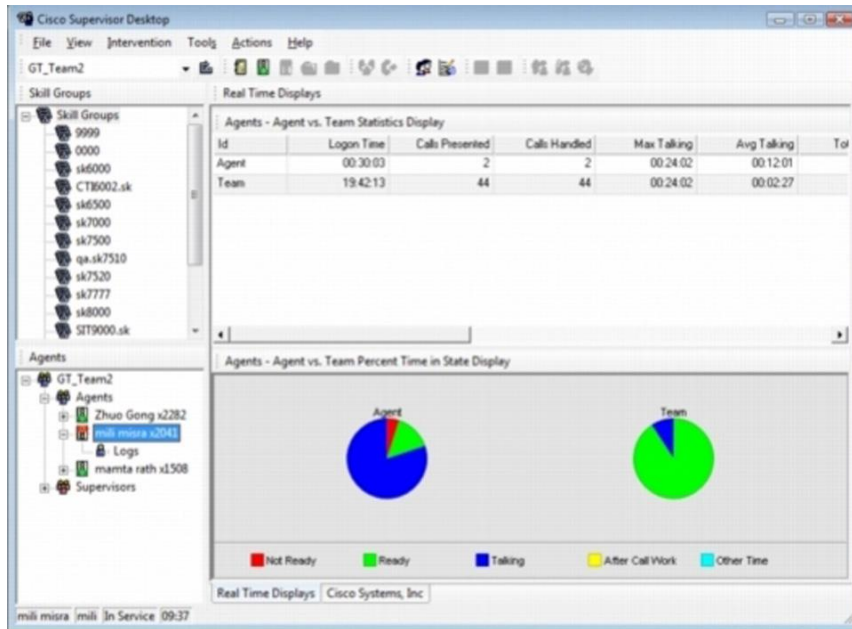 Cisco Supervisor Desktop
File View Intervention Tools Actions Help
GT_Team2
Skill Groups
Skill Groups
9999
0000
sk6000
CTI6002.sk
sk6500
sk7000
sk7500
qa.sk7510
sk7520
sk7777
sk8000
SIT9000.sk
Real Time Displays
Agents - Agent vs. Team Statistics Display
Id Logon Time Calls Presented Calls Handled Max Talking Avg Talking Tot
Agent 00:30:03 2 2 00:24:02 00:12:01
Team 19:42:13 44 44 00:24:02 00:02:27
Agents
GT_Team2
Agents
Zhuo Gong x2282
mili misra x2041
Logs
mamta rath x1508
Supervisors
Agents - Agent vs. Team Percent Time in State Display
Agent Team
Not Ready Ready Talking After Call Work Other Time
Real Time Displays Cisco Systems, Inc
mili misra mili In Service 09:37